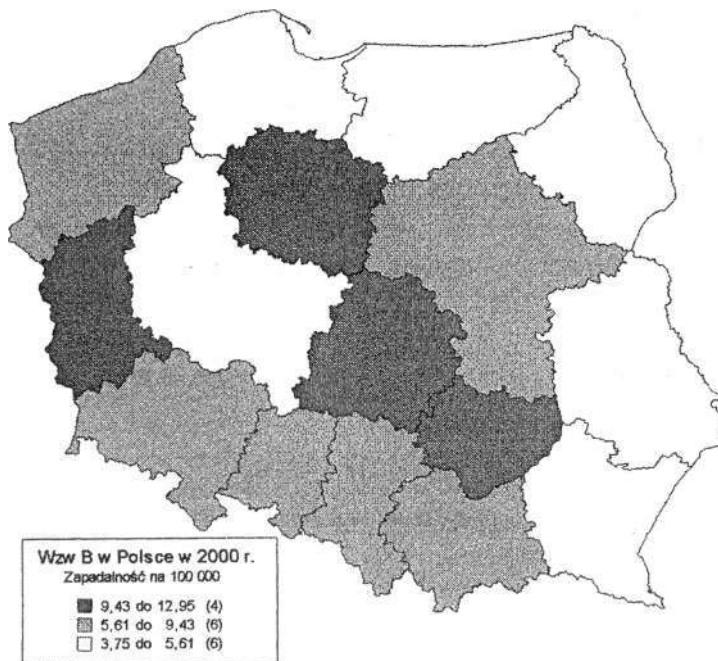 Wzw B w Polsce w 2000 r.
Zapadalność na 100 000
9,43 do 12,95 (4)
5,61 do 9,43 (6)
3,75 do 5,61 (6)